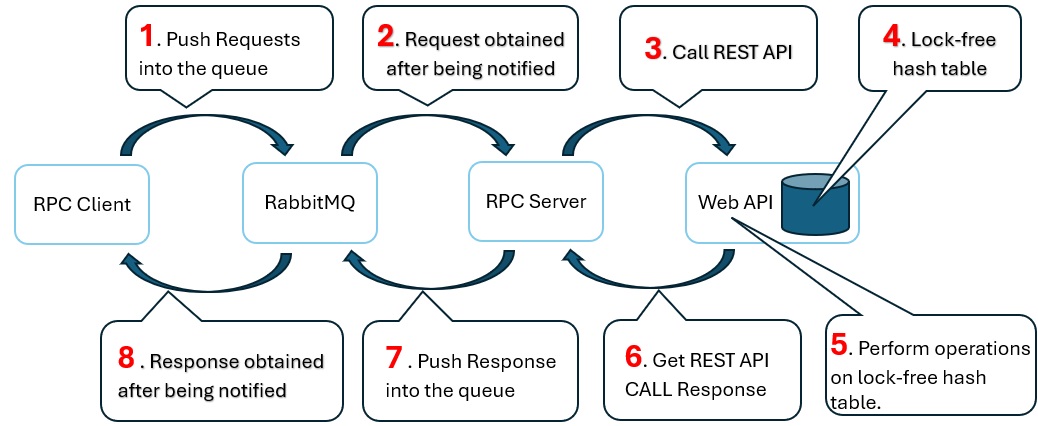 1. Push Requests
into the queue
2. Request obtained
after being notified
3. Call REST API
4. Lock-free
hash table
RPC Client
RabbitMQ
RPC Server
Web API
8 . Response obtained
after being notified
7 . Push Response
into the queue
6. Get REST API
CALL Response
5. Perform operations
on lock-free hash
table.